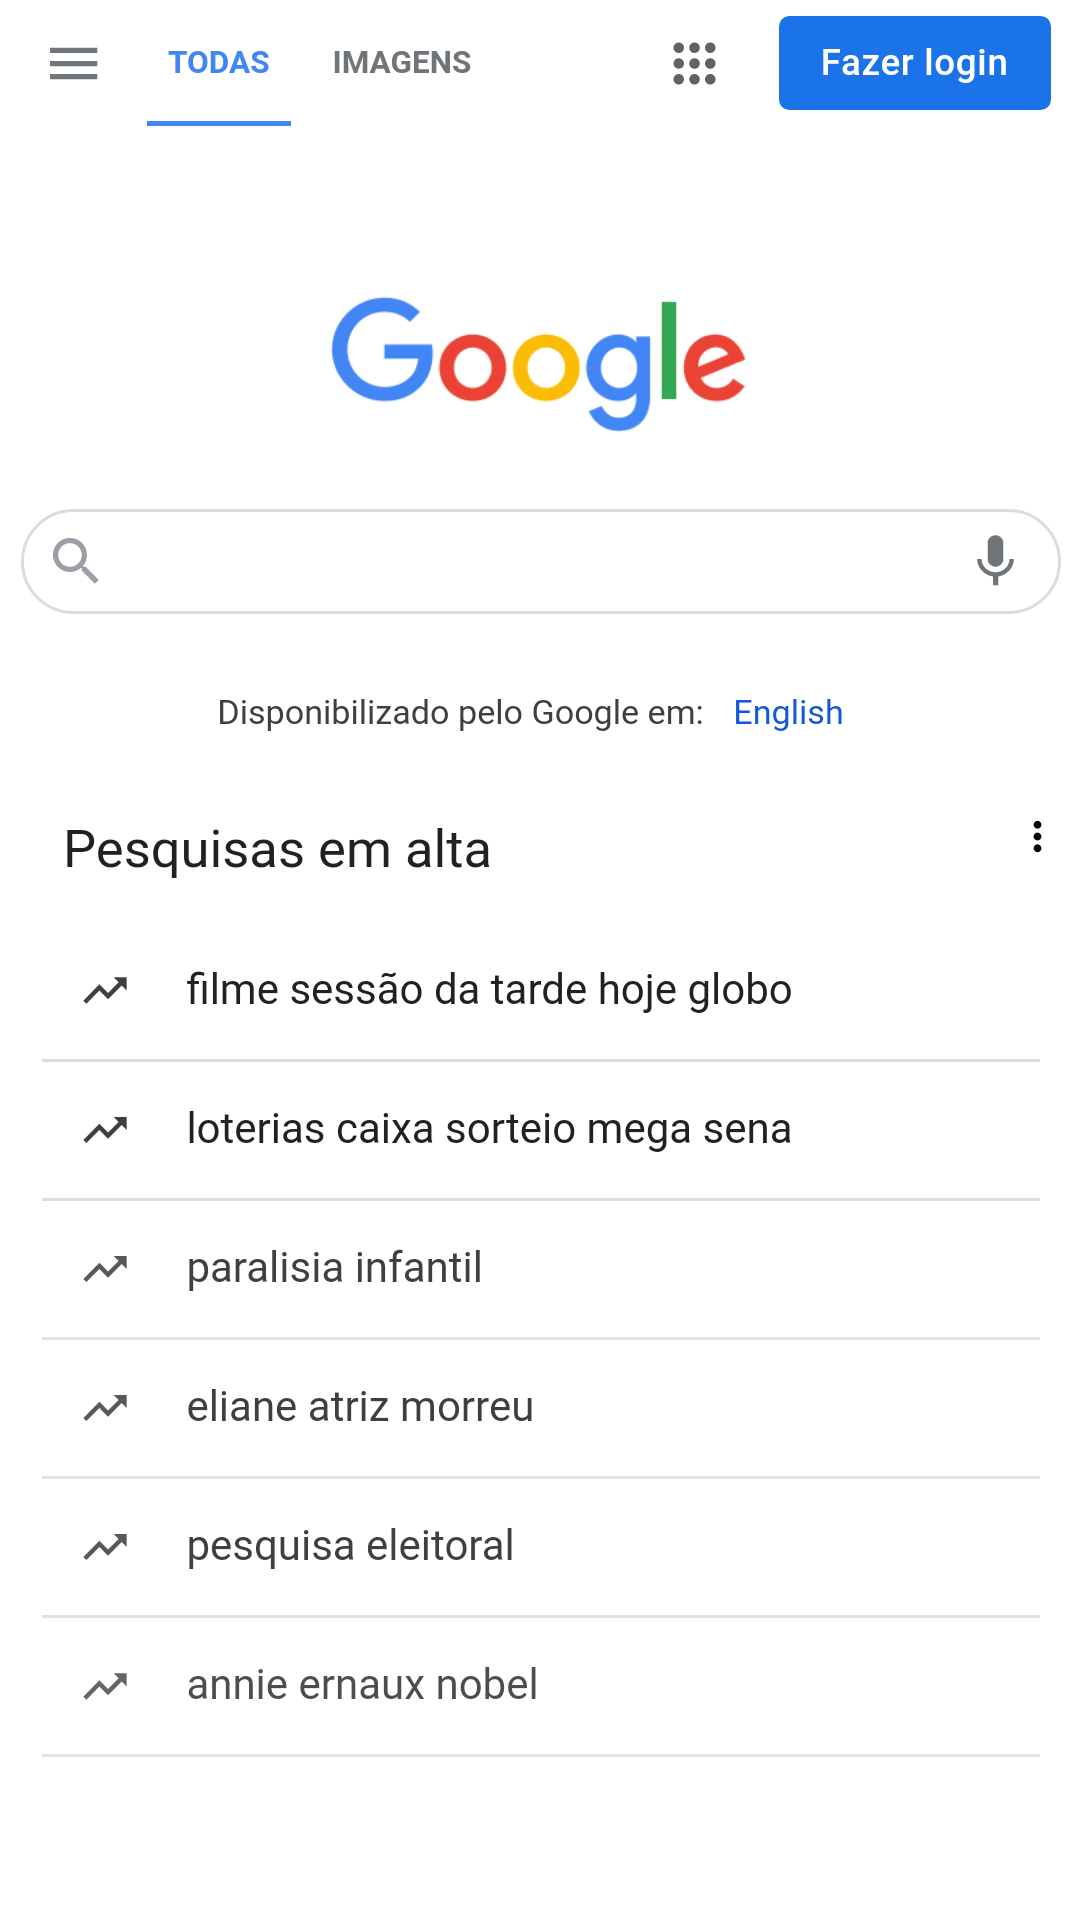 TODAS IMAGENS Fazer login
Google
Disponibilizado pelo Google em: English
Pesquisas em alta
filme sessão da tarde hoje globo
loterias caixa sorteio mega sena
paralisia infantil
eliane atriz morreu
pesquisa eleitoral
annie ernaux nobel